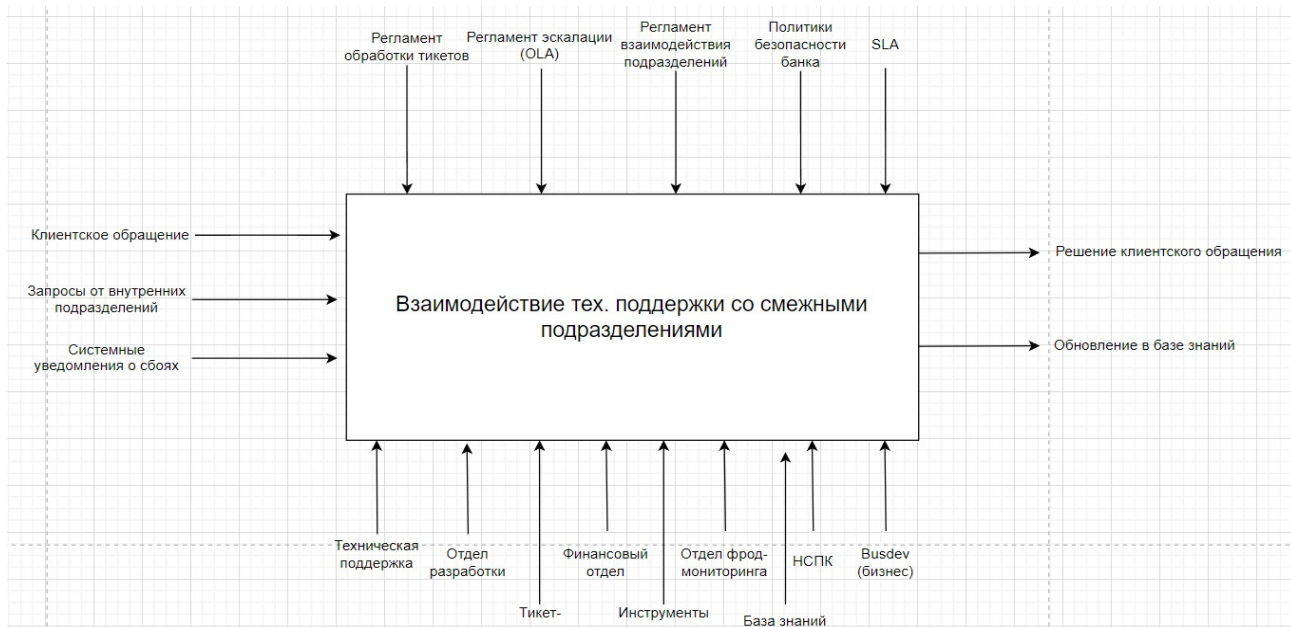 Регламент
обработки тикетов
Регламент эскалации
(OLA)
Регламент
взаимодействия
подразделений
Политики
безопасности
банка
SLA
Клиентское обращение
Запросы от внутренних
подразделений
Системные
уведомления о сбоях
Взаимодействие тех. поддержки со смежными
подразделениями
Решение клиентского обращения
Обновление в базе знаний
Техническая
поддержка
Отдел
разработки
Тикет-
Финансовый
отдел
Инструменты
Отдел фрод-
мониторинга
База знаний
НСПК
Busdev
(бизнес)